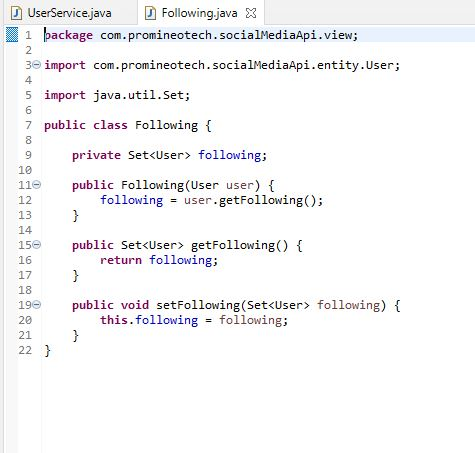 UserService.java Following.java
1 package com.promineotech.socialMediaApi.view;
2
3 import com.promineotech.socialMediaApi.entity.User;
4
5 import java.util.Set;
6
7 public class Following {
8
9 private Set<User> following;
10
11 public Following(User user) {
12 following = user.getFollowing();
13 }
14
15 public Set<User> getFollowing() {
16 return following;
17 }
18
19 public void setFollowing(Set<User> following) {
20 this.following = following;
21 }
22 }